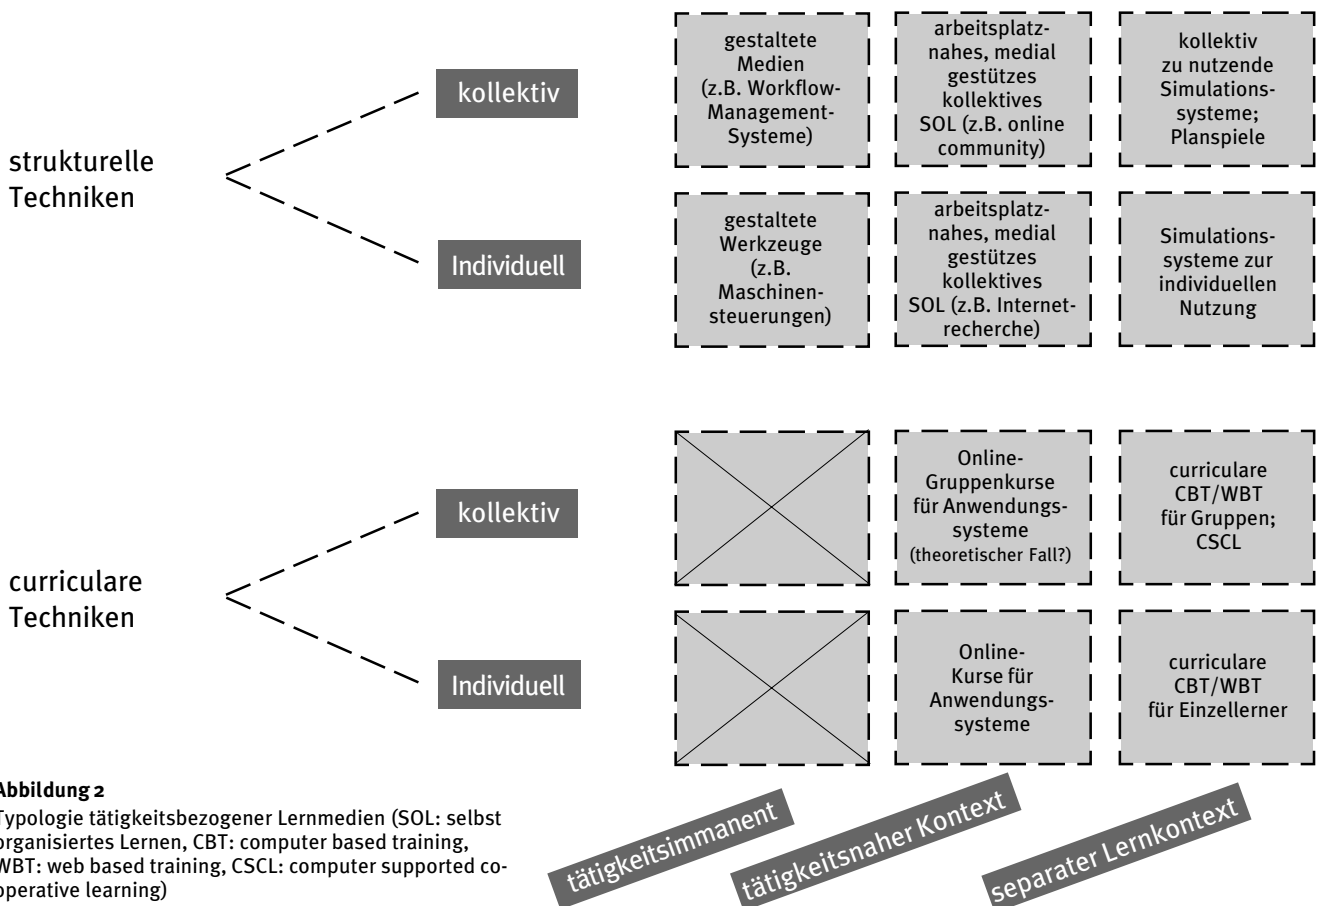 strukturelle
Techniken
kollektiv
Individuell
gestaltete
Medien
(z.B. Workflow-
Management-
Systeme)
arbeitsplatz-
nahes, medial
gestützes
kollektives
SOL (z.B. online
community)
kollektiv
zu nutzende
Simulations-
systeme;
Planspiele
gestaltete
Werkzeuge
(z.B.
Maschinen-
steuerungen)
arbeitsplatz-
nahes, medial
gestützes
kollektives
SOL (z.B. Internet-
recherche)
Simulations-
systeme zur
individuellen
Nutzung
curriculare
Techniken
kollektiv
Individuell
Online-
Gruppenkurse
für Anwendungs-
systeme
(theoretischer Fall?)
curriculare
CBT/WBT
für Gruppen;
CSCL
Online-
Kurse für
Anwendungs-
systeme
curriculare
CBT/WBT
für Einzellerner
tätigkeitsimmanent
tätigkeitsnaher Kontext
separater Lernkontext
Abbildung 2
Typologie tätigkeitsbezogener Lernmedien (SOL: selbst
organisiertes Lernen, CBT: computer based training,
WBT: web based training, CSCL: computer supported co-
operative learning)